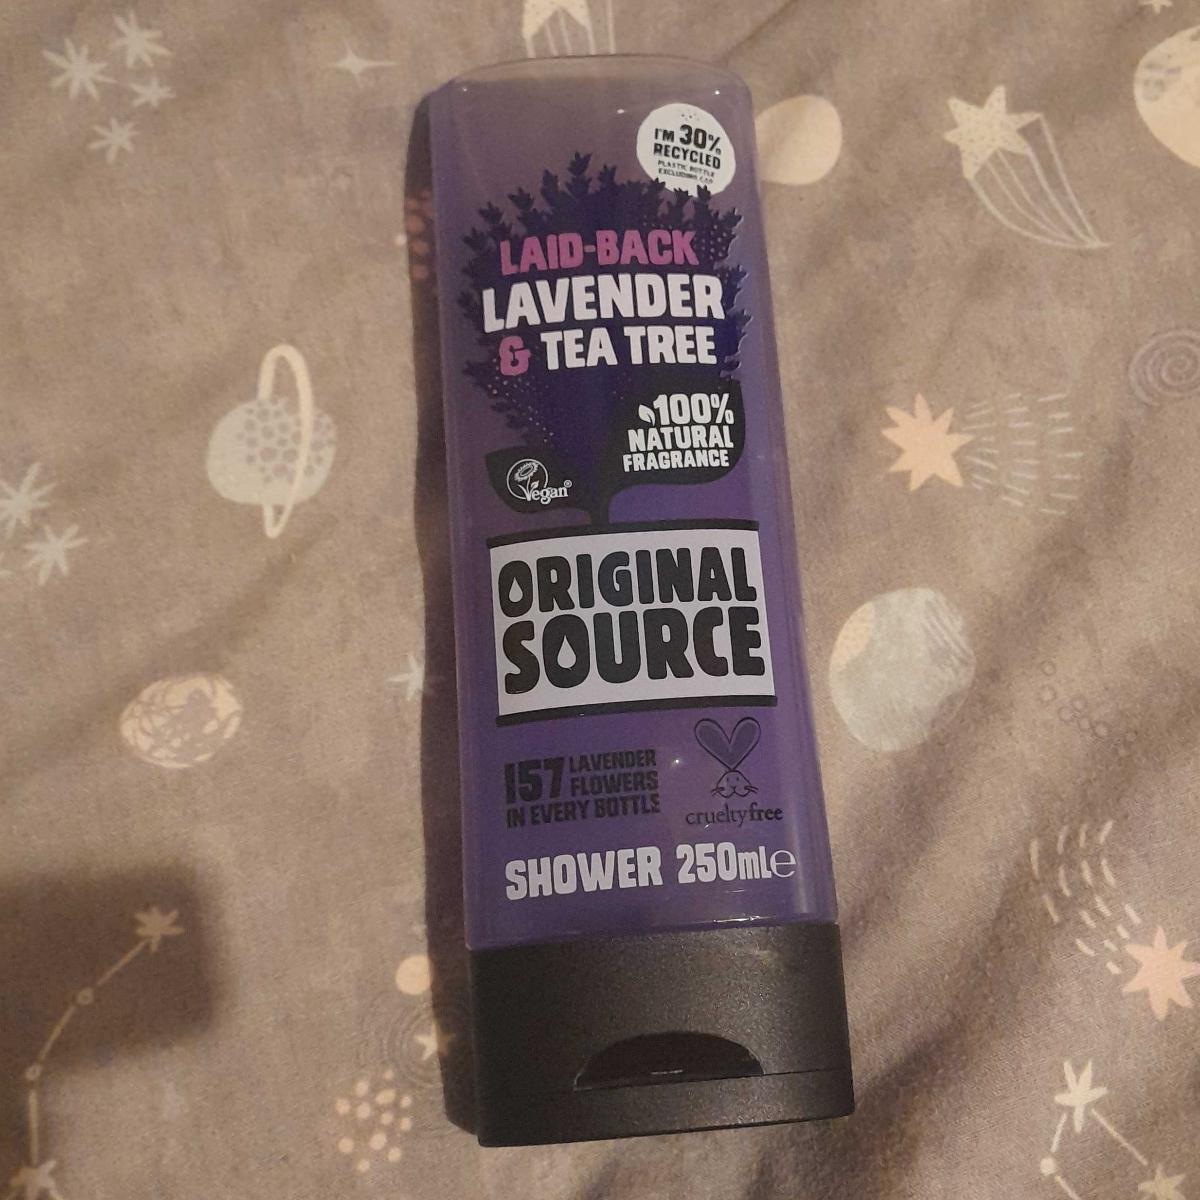 I'M 30%
RECYCLED
PLASTIC BOTTLE
EXCLUDING CAP
LAID-BACK
LAVENDER
& TEA TREE
100%
NATURAL
FRAGRANCE
Vegan®
ORIGINAL
SOURCE
157 LAVENDER
FLOWERS
IN EVERY BOTTLE
crueltyfree
SHOWER 250mL℮